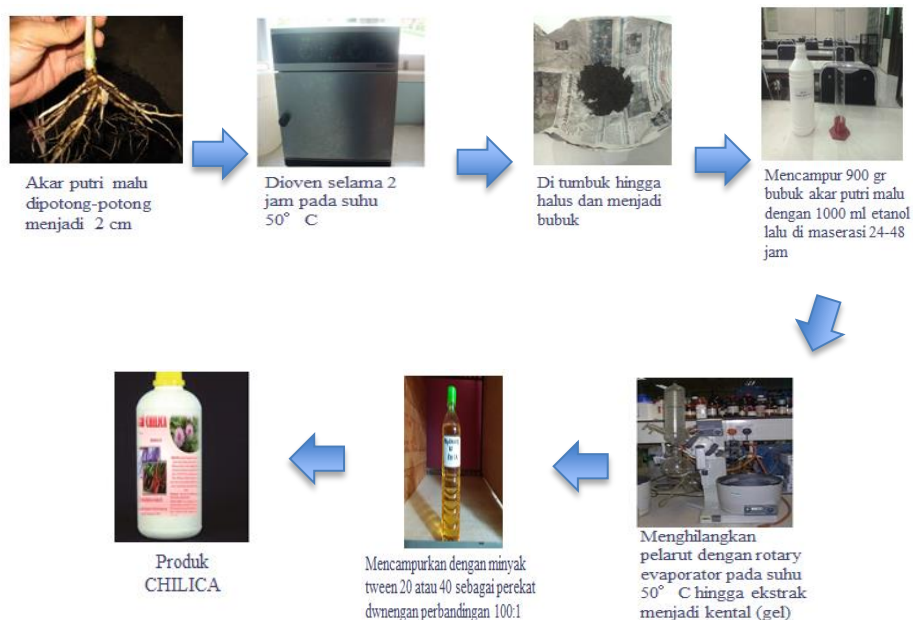 Akar putri malu
dipotong-potong
menjadi 2 cm
Dioven selama 2
jam pada suhu
50° C
Di tumbuk hingga
halus dan menjadi
bubuk
Mencampur 900 gr
bubuk akar putri malu
dengan 1000 ml etanol
lalu di maserasi 24-48
jam
Menghilangkan
pelarut dengan rotary
evaporator pada suhu
50° C hingga ekstrak
menjadi kental (gel)
Mencampurkan dengan minyak
tween 20 atau 40 sebagai perekat
dwnengan perbandingan 100:1
CHILICA
Produk
CHILICA